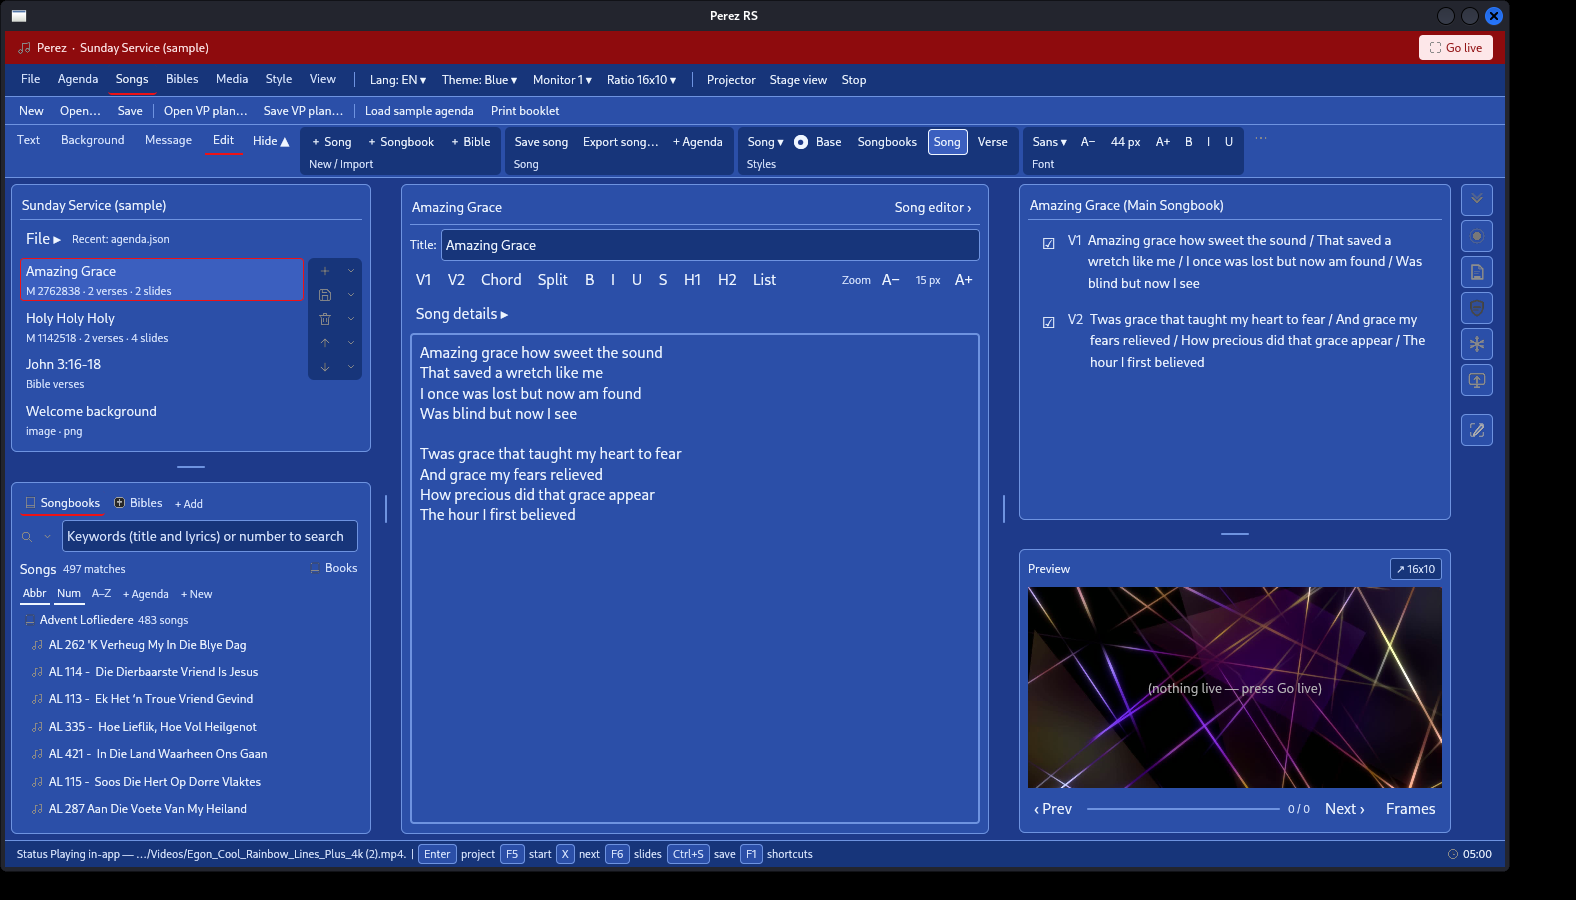 Perez RS
Perez · Sunday Service (sample)
Go live
File Agenda Songs Bibles Media Style View Lang: EN ▾ Theme: Blue ▾ Monitor 1 ▾ Ratio 16x10 ▾ Projector Stage view Stop
New Open... Save Open VP plan... Save VP plan... Load sample agenda Print booklet
Text Background Message Edit Hide ▲
+ Song + Songbook + Bible
New / Import
Save song Export song... + Agenda
Song
Song ▾ Base Songbooks Song Verse
Styles
Sans ▾ A− 44 px A+ B I U
Font
...
Sunday Service (sample)
File ▸ Recent: agenda.json
Amazing Grace
M 2762838 · 2 verses · 2 slides
Holy Holy Holy
M 1142518 · 2 verses · 4 slides
John 3:16-18
Bible verses
Welcome background
image · png
Songbooks Bibles + Add
Keywords (title and lyrics) or number to search
Songs 497 matches Books
Abbr Num A–Z + Agenda + New
Advent Lofliedere 483 songs
AL 262 'K Verheug My In Die Blye Dag
AL 114 - Die Dierbaarste Vriend Is Jesus
AL 113 - Ek Het 'n Troue Vriend Gevind
AL 335 - Hoe Lieflik, Hoe Vol Heilgenot
AL 421 - In Die Land Waarheen Ons Gaan
AL 115 - Soos Die Hert Op Dorre Vlaktes
AL 287 Aan Die Voete Van My Heiland
Amazing Grace Song editor ›
Title: Amazing Grace
V1 V2 Chord Split B I U S H1 H2 List Zoom A− 15 px A+
Song details ▸
Amazing grace how sweet the sound
That saved a wretch like me
I once was lost but now am found
Was blind but now I see
Twas grace that taught my heart to fear
And grace my fears relieved
How precious did that grace appear
The hour I first believed
Amazing Grace (Main Songbook)
V1 Amazing grace how sweet the sound / That saved a
wretch like me / I once was lost but now am found / Was
blind but now I see
V2 Twas grace that taught my heart to fear / And grace my
fears relieved / How precious did that grace appear / The
hour I first believed
Preview ↗ 16x10
(nothing live — press Go live)
‹ Prev 0 / 0 Next › Frames
Status Playing in-app — .../Videos/Egon_Cool_Rainbow_Lines_Plus_4k (2).mp4. | Enter project F5 start X next F6 slides Ctrl+S save F1 shortcuts 05:00